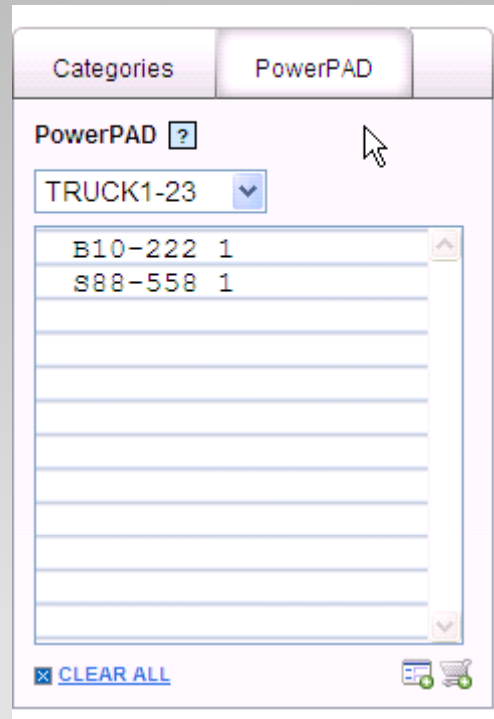 Categories PowerPAD
PowerPAD ?
TRUCK1-23
B10-222 1
S88-558 1
CLEAR ALL